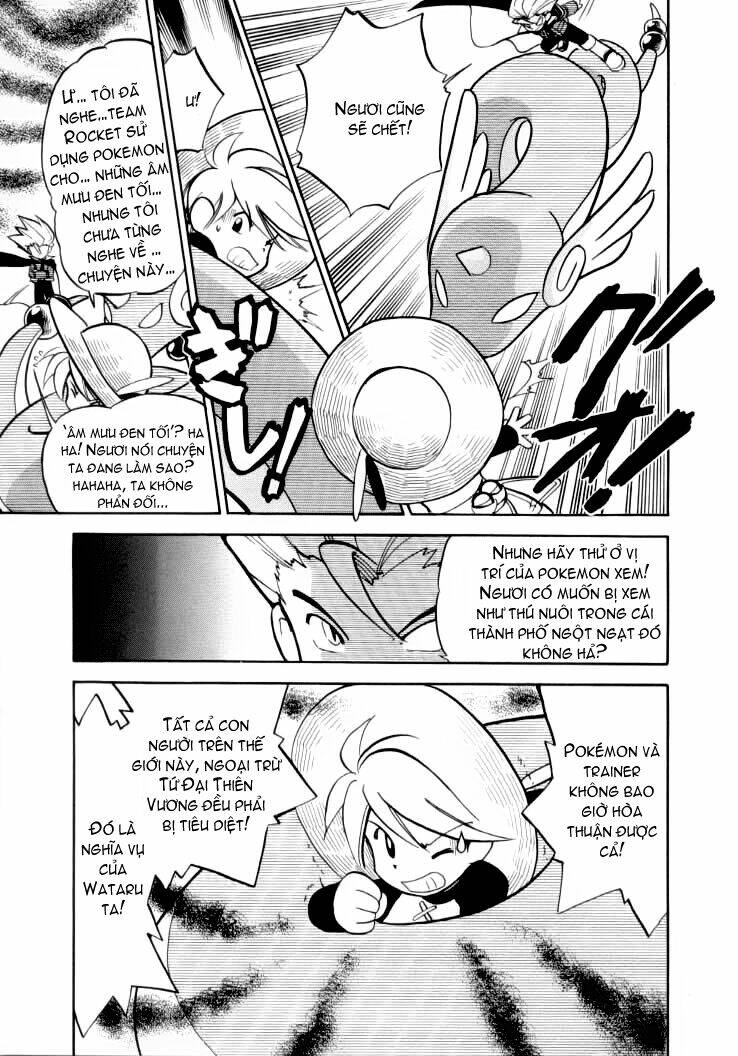 Ngươi cũng
sẽ chết!
グオ!
Ư!
ギュ!
Ư... tôi đã
nghe...Team
Rocket sử
dụng pokemon
cho... những âm
mưu đen tối...
nhưng tôi
chưa từng
nghe về ...
chuyện này...
'Âm mưu đen tối'? Ha
ha! Ngươi nói chuyện
ta đang làm sao?
Hahaha, ta không
phản đối...
Nhưng hãy thử ở vị
trí của pokemon xem!
Ngươi có muốn bị xem
như thú nuôi trong cái
thành phố ngột ngạt đó
không hả?
Pokémon và
trainer
không bao
giờ hòa
thuận được
cả!
Tất cả con
người trên thế
giới này, ngoại trừ
Tứ Đại Thiên
Vương đều phải
bị tiêu diệt!
Đó là
nghĩa vụ
của
Wataru
ta!